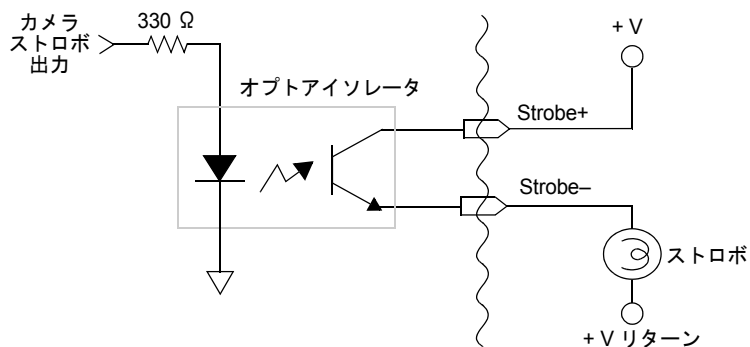 カメラ
ストロボ
出力
330 Ω
オプトアイソレータ
+ V
Strobe+
Strobe–
ストロボ
+ V リターン